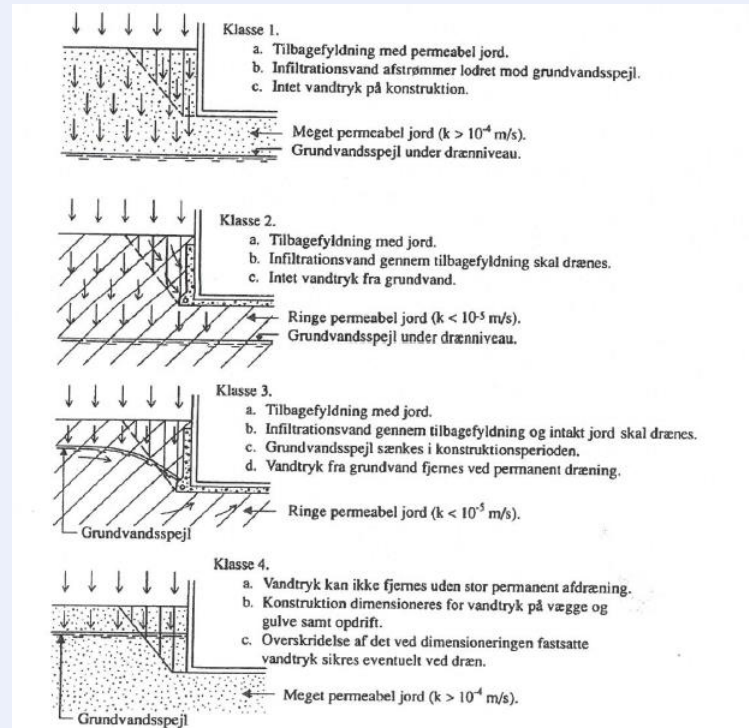 Klasse 1.
a. Tilbagefyldning med permeabel jord.
b. Infiltrationsvand afstrømmer lodret mod grundvandsspejl.
c. Intet vandtryk på konstruktion.
Meget permeabel jord (k > 10⁻⁴ m/s).
Grundvandsspejl under drænniveau.
Klasse 2.
a. Tilbagefyldning med jord.
b. Infiltrationsvand gennem tilbagefyldning skal drænes.
c. Intet vandtryk fra grundvand.
Ringe permeabel jord (k < 10⁻⁵ m/s).
Grundvandsspejl under drænniveau.
Klasse 3.
a. Tilbagefyldning med jord.
b. Infiltrationsvand gennem tilbagefyldning og intakt jord skal drænes.
c. Grundvandsspejl sænkes i konstruktionsperioden.
d. Vandtryk fra grundvand fjernes ved permanent dræning.
Ringe permeabel jord (k < 10⁻⁵ m/s).
Grundvandsspejl
Klasse 4.
a. Vandtryk kan ikke fjernes uden stor permanent afdræning.
b. Konstruktion dimensioneres for vandtryk på vægge og
gulve samt opdrift.
c. Overskridelse af det ved dimensioneringen fastsatte
vandtryk sikres eventuelt ved dræn.
Meget permeabel jord (k > 10⁻⁴ m/s).
Grundvandsspejl